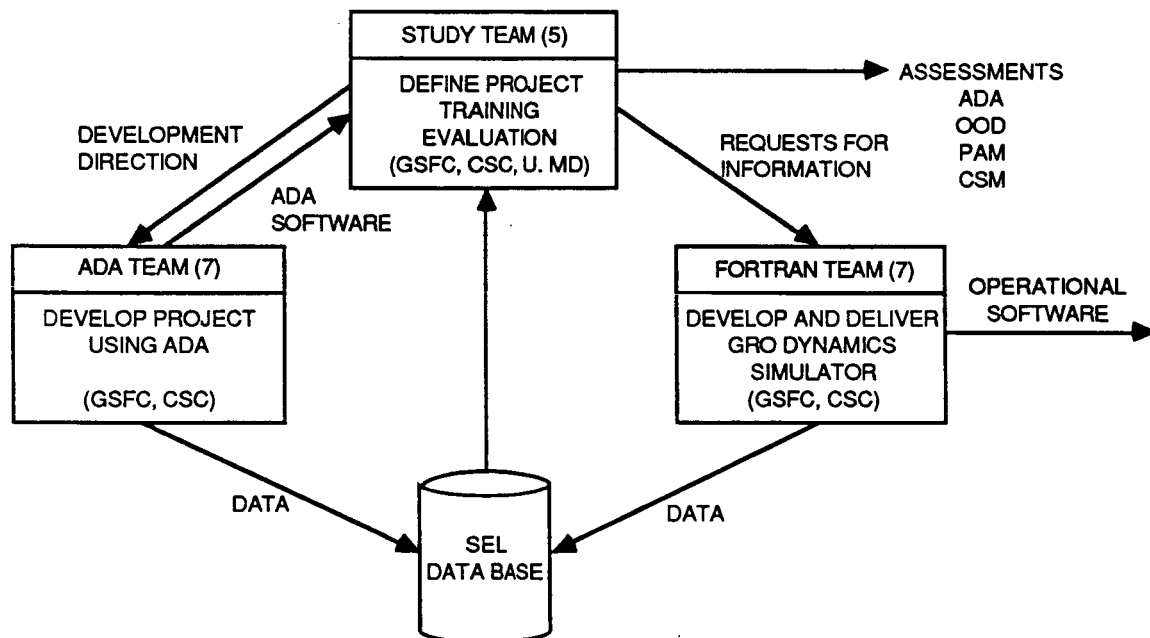 STUDY TEAM (5)
DEFINE PROJECT
TRAINING
EVALUATION
(GSFC, CSC, U. MD)
ASSESSMENTS
ADA
OOD
PAM
CSM
DEVELOPMENT
DIRECTION
ADA
SOFTWARE
REQUESTS FOR
INFORMATION
ADA TEAM (7)
DEVELOP PROJECT
USING ADA
(GSFC, CSC)
FORTRAN TEAM (7)
DEVELOP AND DELIVER
GRO DYNAMICS
SIMULATOR
(GSFC, CSC)
OPERATIONAL
SOFTWARE
DATA
DATA
SEL
DATA BASE